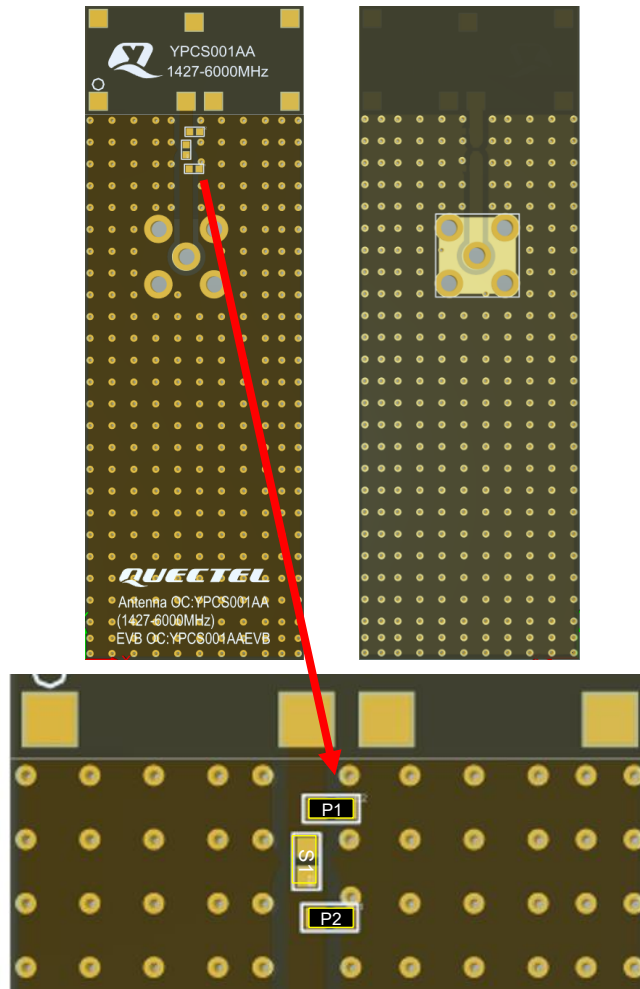 YPCS001AA
1427-6000MHz
QUECTEL
Antenna OC:YPCS001AA
(1427-6000MHz)
EVB OC:YPCS001AAEVB
P1
S1
P2